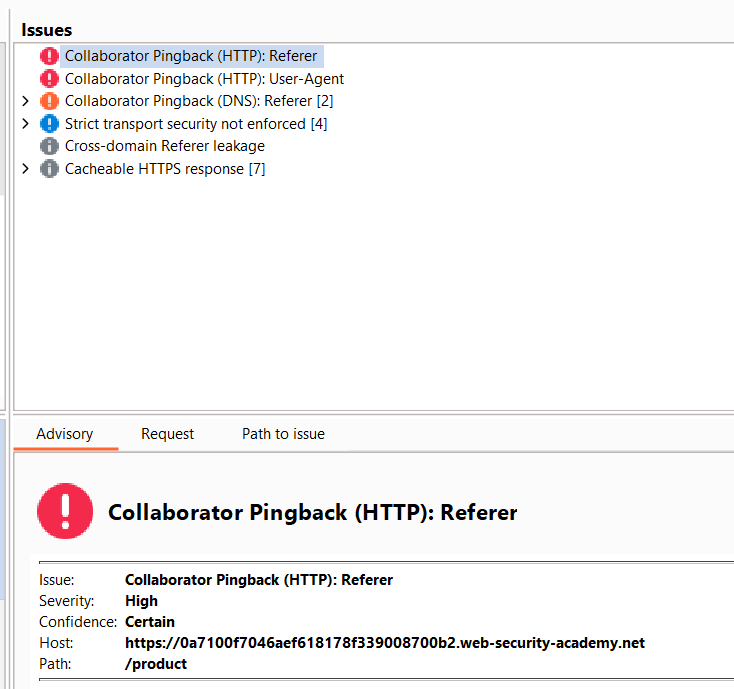 Issues
Collaborator Pingback (HTTP): Referer
Collaborator Pingback (HTTP): User-Agent
Collaborator Pingback (DNS): Referer [2]
Strict transport security not enforced [4]
Cross-domain Referer leakage
Cacheable HTTPS response [7]
Advisory Request Path to issue
Collaborator Pingback (HTTP): Referer
Issue: Collaborator Pingback (HTTP): Referer
Severity: High
Confidence: Certain
Host: https://0a7100f7046aef618178f339008700b2.web-security-academy.net
Path: /product